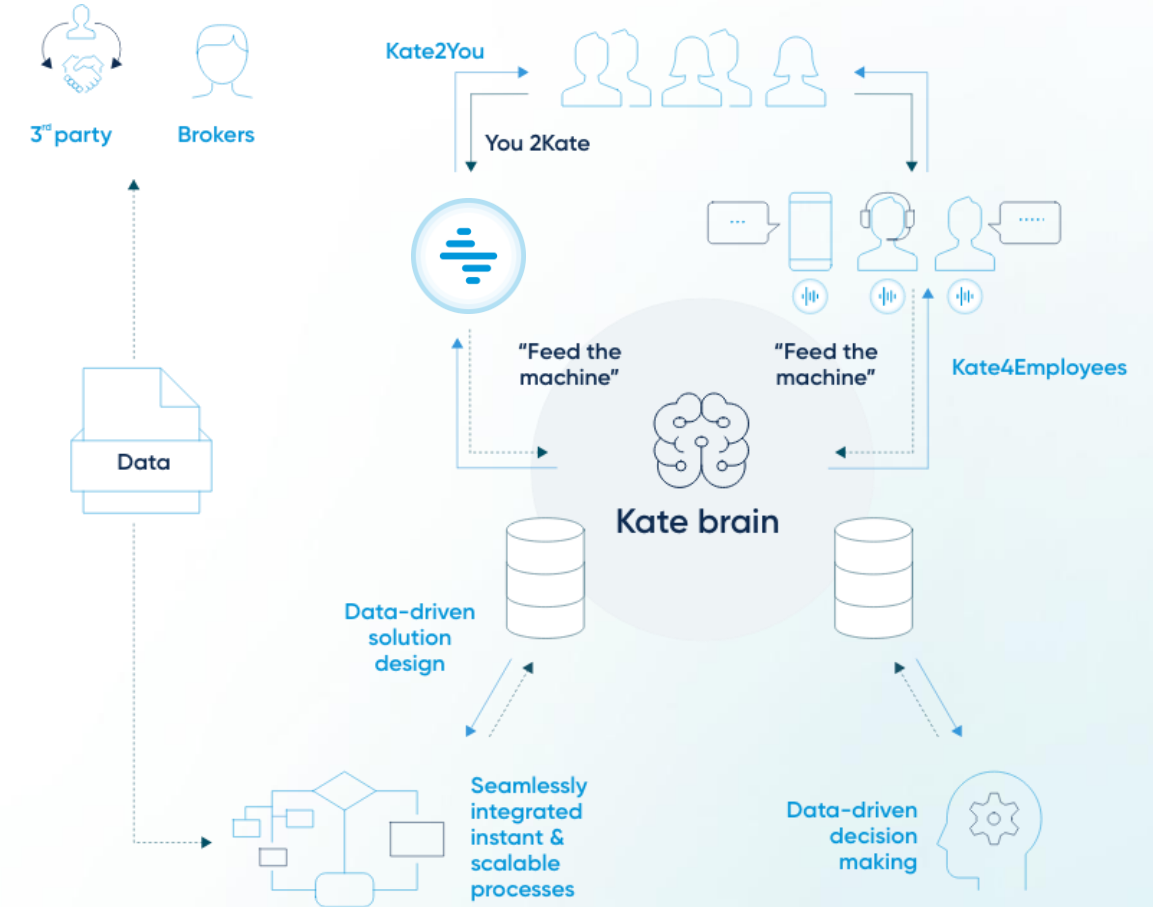 Kate2You
3rd party
Brokers
You 2Kate
...
.....
“Feed the
machine”
“Feed the
machine”
Kate4Employees
Data
Kate brain
Data-driven
solution
design
Seamlessly
integrated
instant &
scalable
processes
Data-driven
decision
making